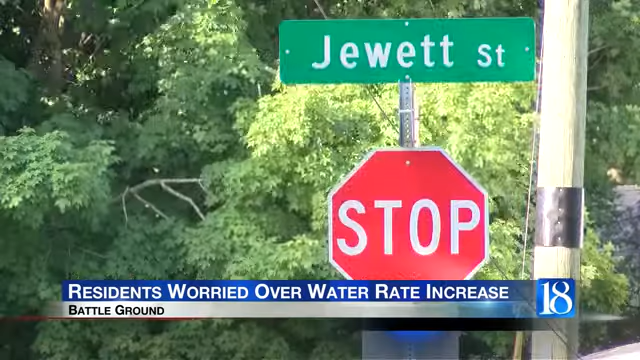 Jewett St
STOP
RESIDENTS WORRIED OVER WATER RATE INCREASE
BATTLE GROUND
18